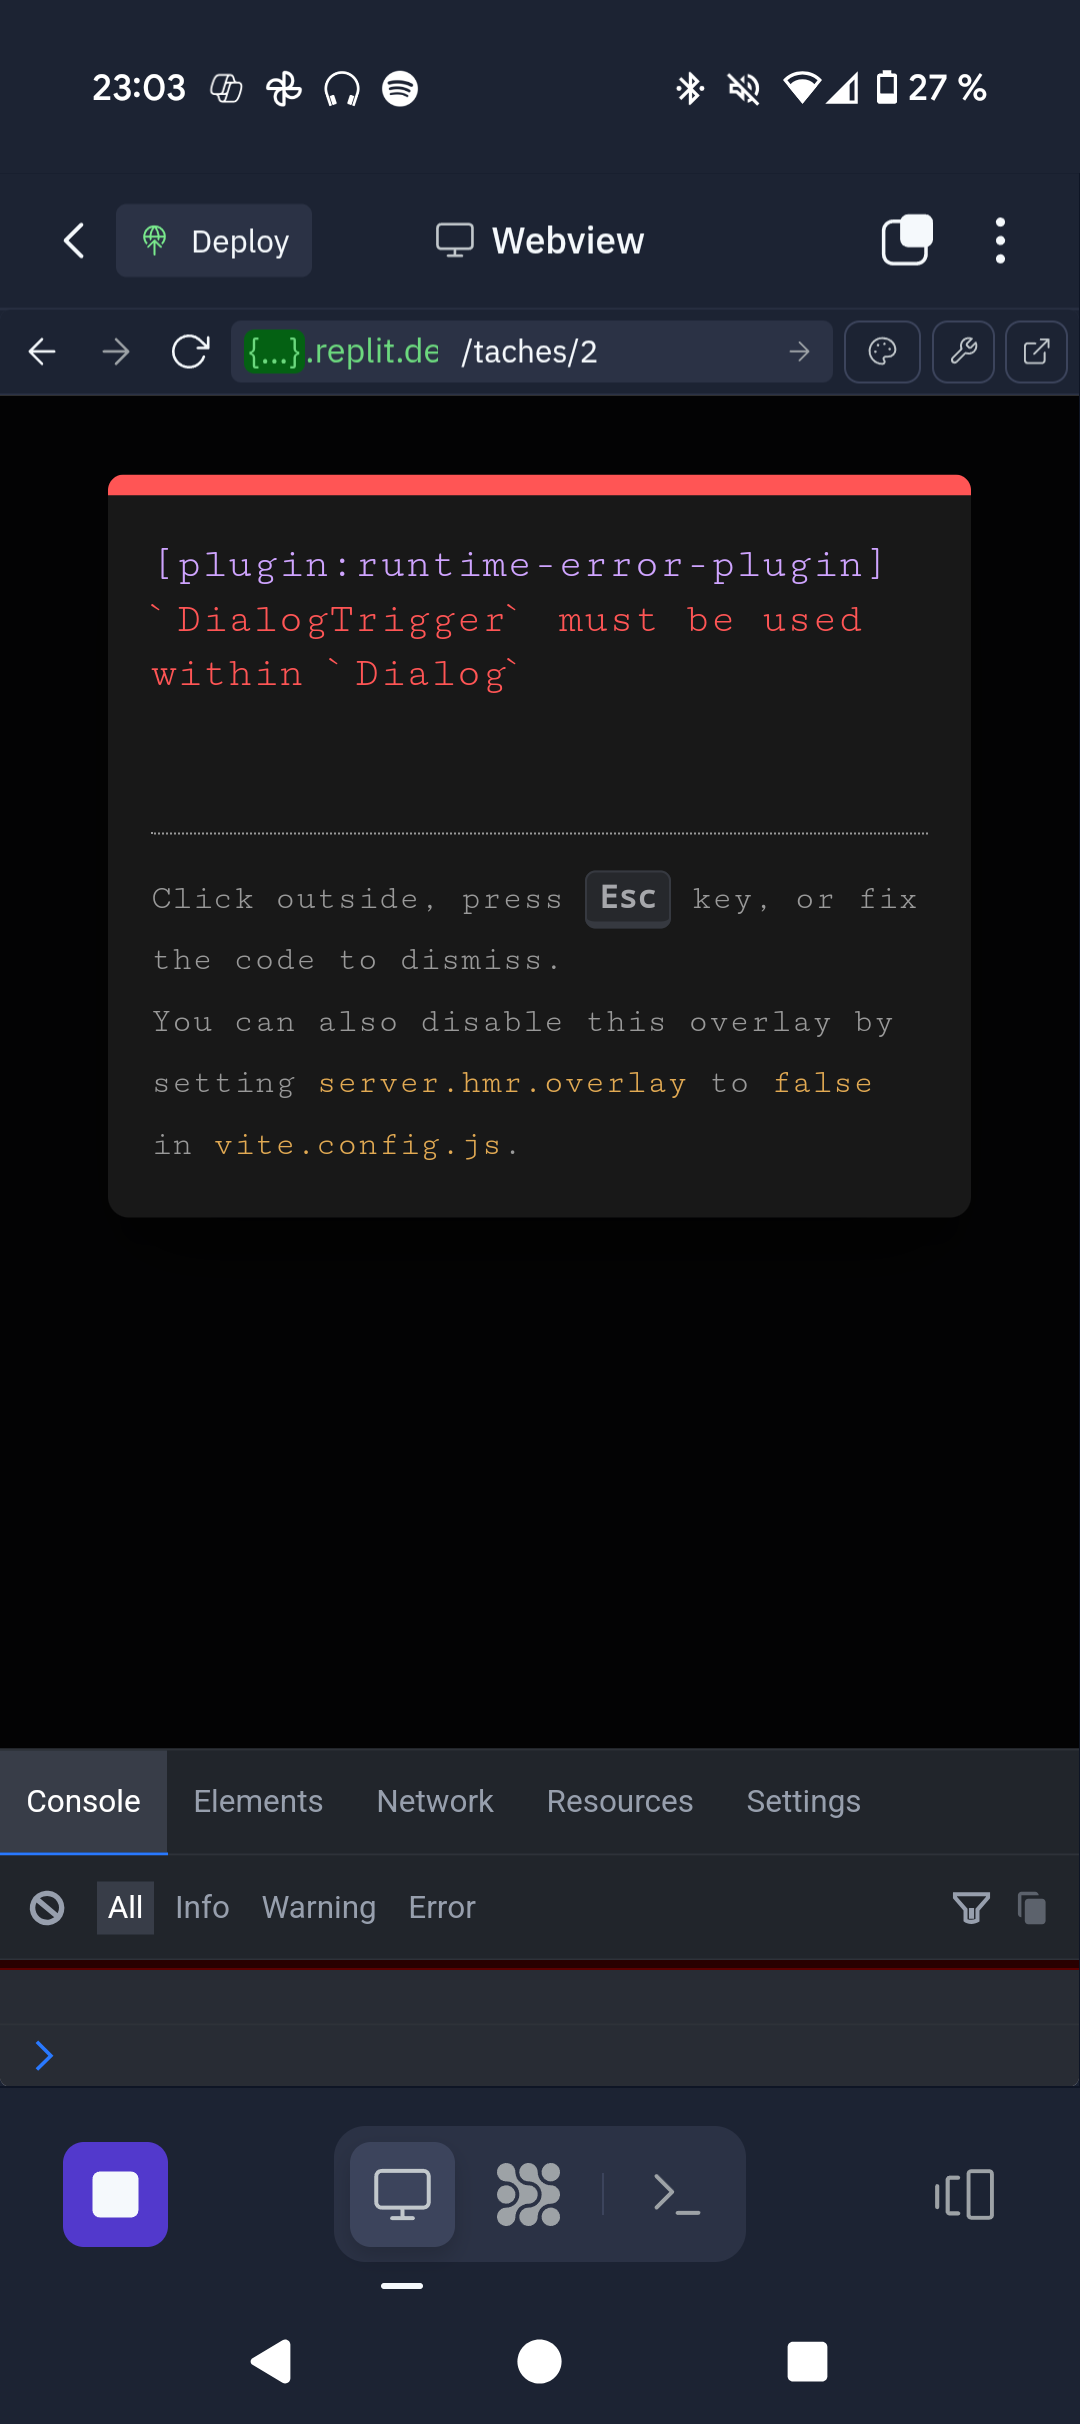 23:03 27 %
Deploy Webview
{...}.replit.de /taches/2
[plugin:runtime-error-plugin]
`DialogTrigger` must be used
within `Dialog`
Click outside, press Esc key, or fix
the code to dismiss.
You can also disable this overlay by
setting server.hmr.overlay to false
in vite.config.js.
Console Elements Network Resources Settings
All Info Warning Error